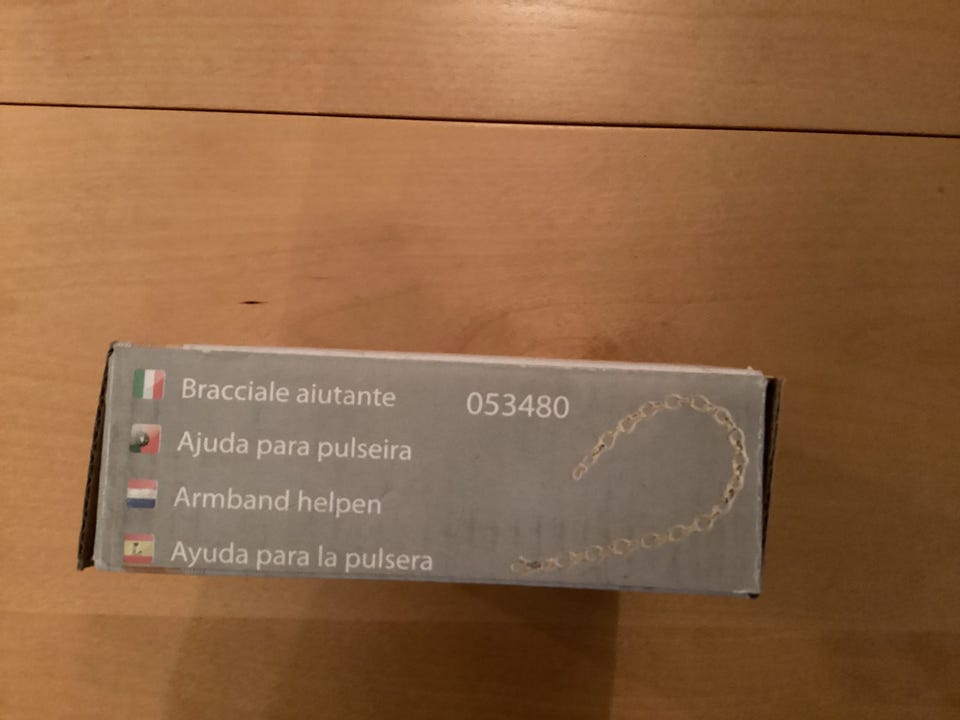 Bracciale aiutante
053480
Ajuda para pulseira
Armband helpen
Ayuda para la pulsera